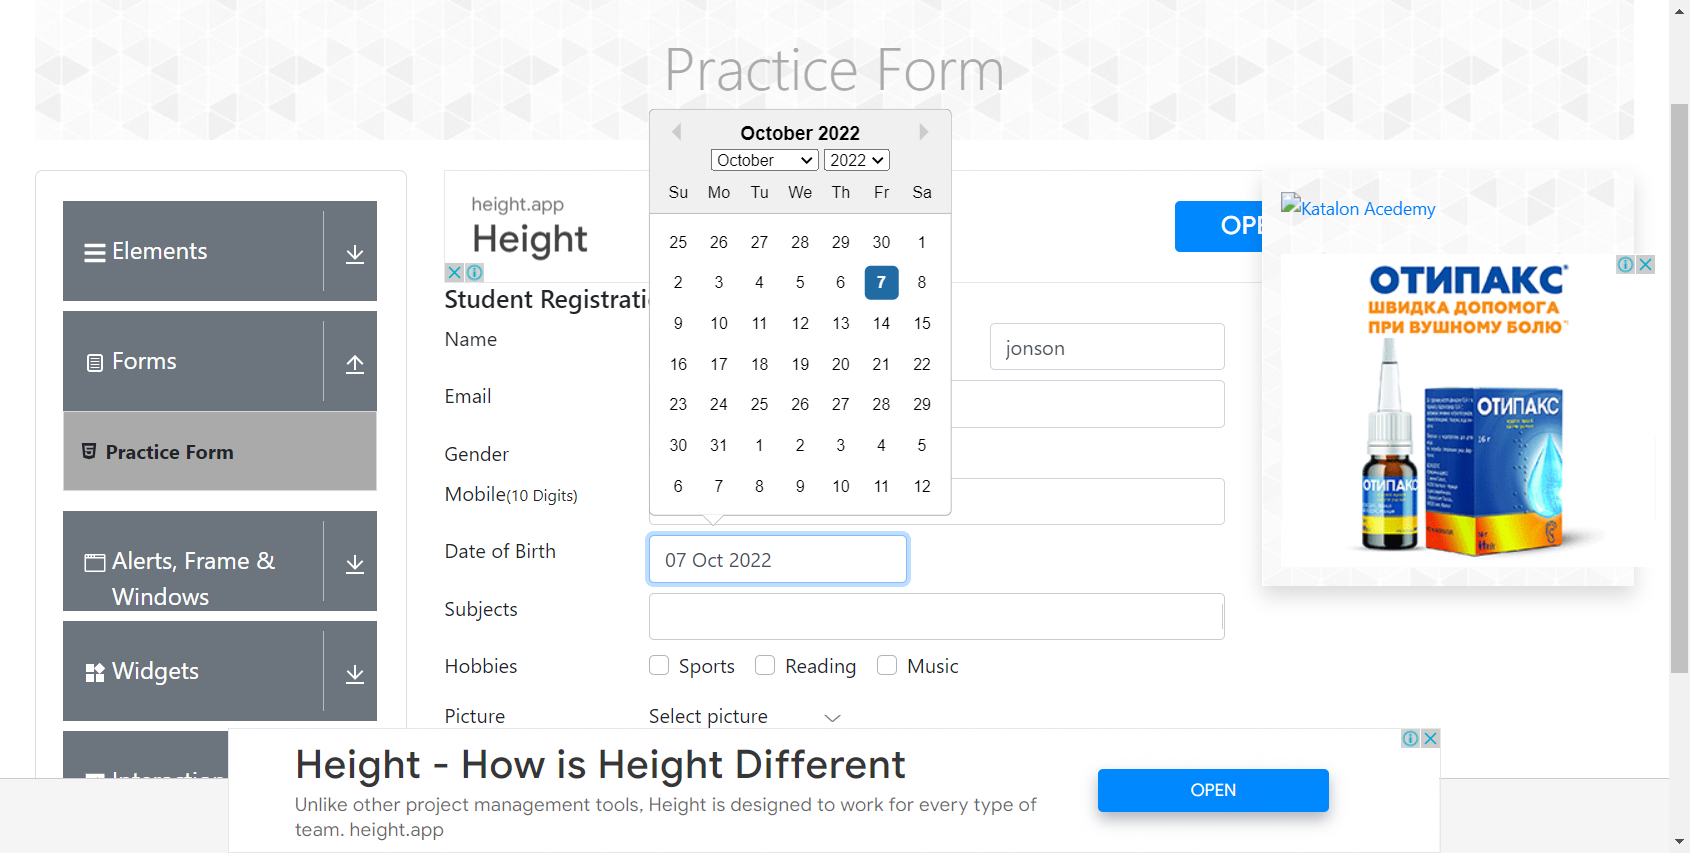 Practice Form
Elements
Forms
Practice Form
Alerts, Frame &
Windows
Widgets
height.app
Height
OPE
Student Registrati
Name
jonson
Email
Gender
Mobile(10 Digits)
Date of Birth
07 Oct 2022
Subjects
Hobbies
Sports Reading Music
Picture
Select picture
October 2022
October 2022
Su Mo Tu We Th Fr Sa
25 26 27 28 29 30 1
2 3 4 5 6 7 8
9 10 11 12 13 14 15
16 17 18 19 20 21 22
23 24 25 26 27 28 29
30 31 1 2 3 4 5
6 7 8 9 10 11 12
Katalon Acedemy
ОТИПАКС
ШВИДКА ДОПОМОГА
ПРИ ВУШНОМУ БОЛЮ
ОТИПАКС
16 г
ОТИПАКС
Height - How is Height Different
Unlike other project management tools, Height is designed to work for every type of
team. height.app
OPEN